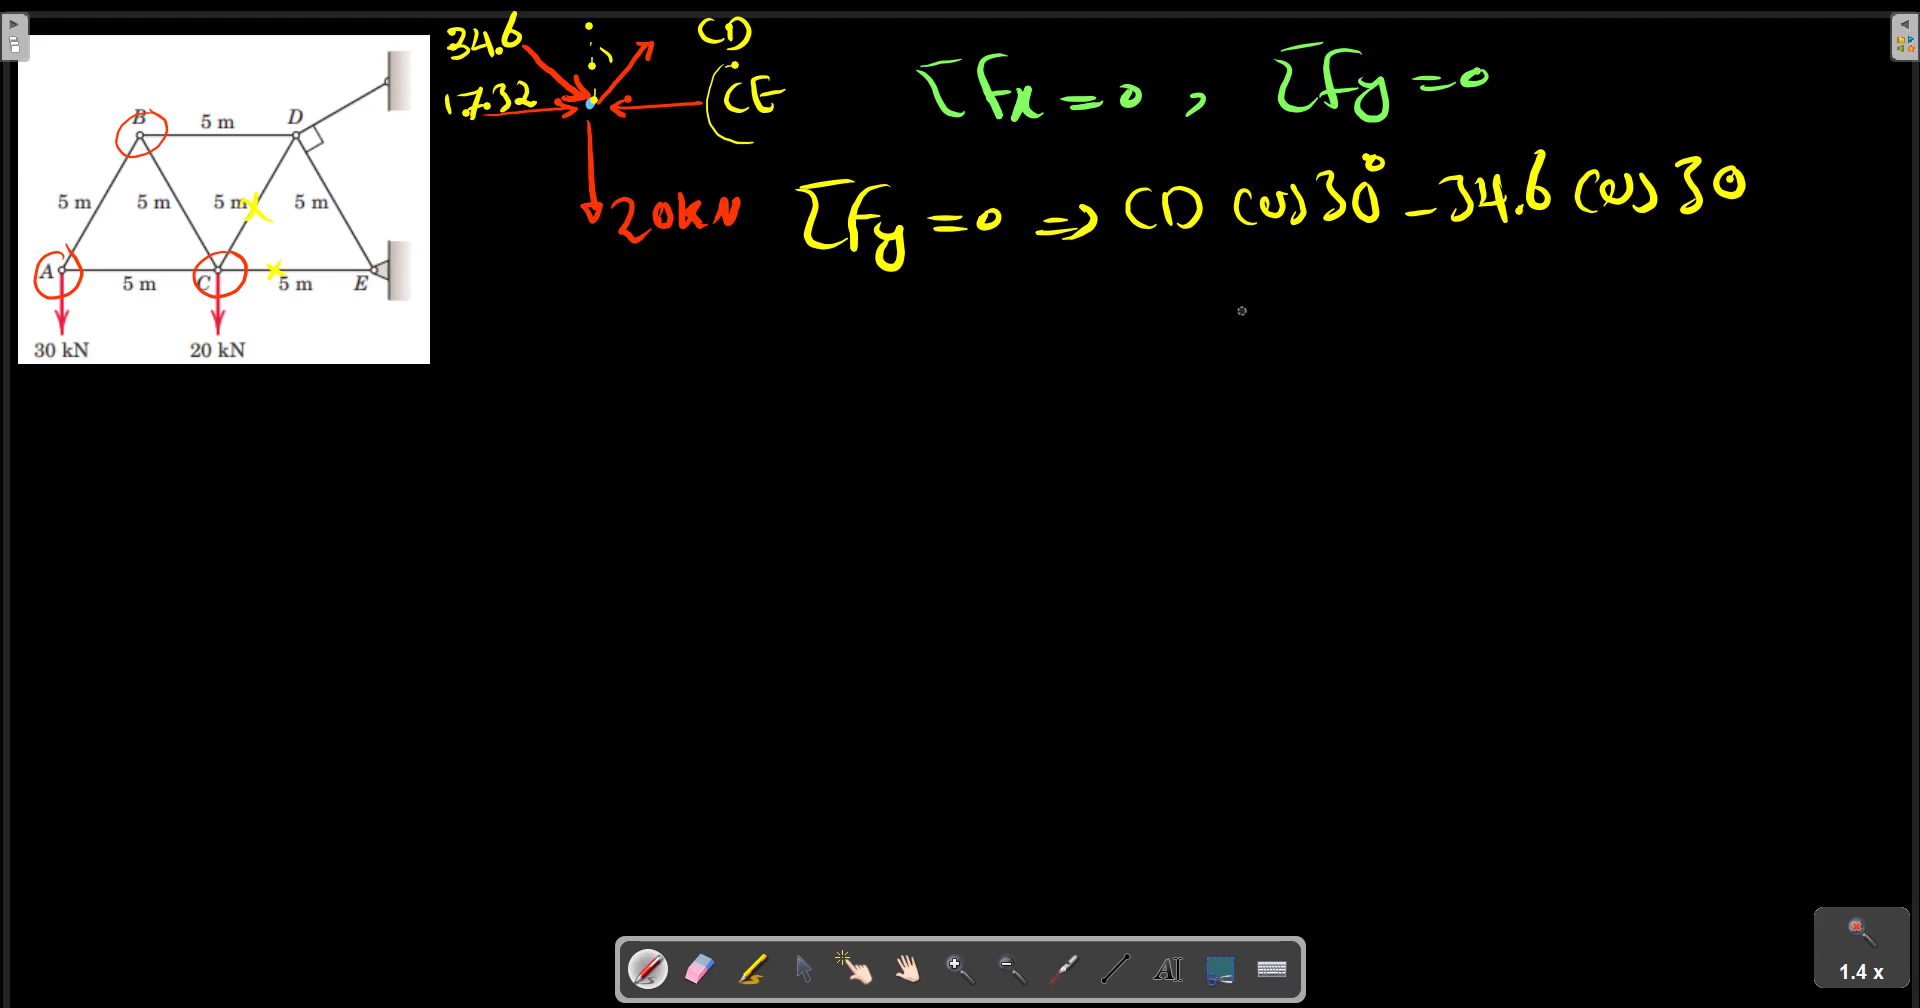 34.6
CD
17.32
CE
20kN
ΣFx = 0 , ΣFy = 0
ΣFy = 0 ⇒ CD cos 30° - 34.6 cos 30
B
5 m
D
5 m
5 m
5 m
5 m
A
5 m
C
5 m
E
30 kN
20 kN
AI
1.4 x